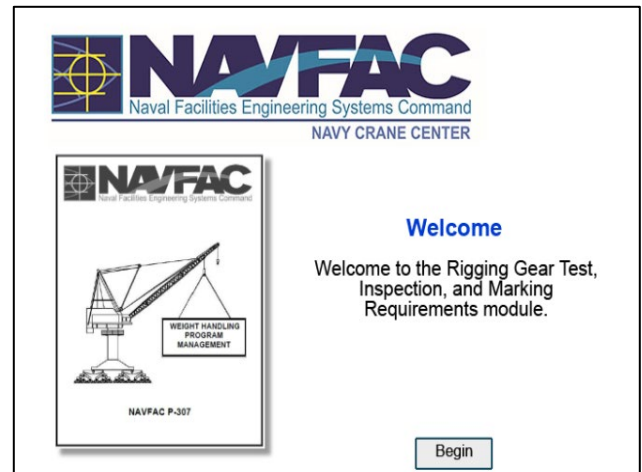 NAVFAC
Naval Facilities Engineering Systems Command
NAVY CRANE CENTER
NAVFAC
Naval Facilities Engineering Systems Command
WEIGHT HANDLING
PROGRAM
MANAGEMENT
NAVFAC P-307
Welcome
Welcome to the Rigging Gear Test,
Inspection, and Marking
Requirements module.
Begin